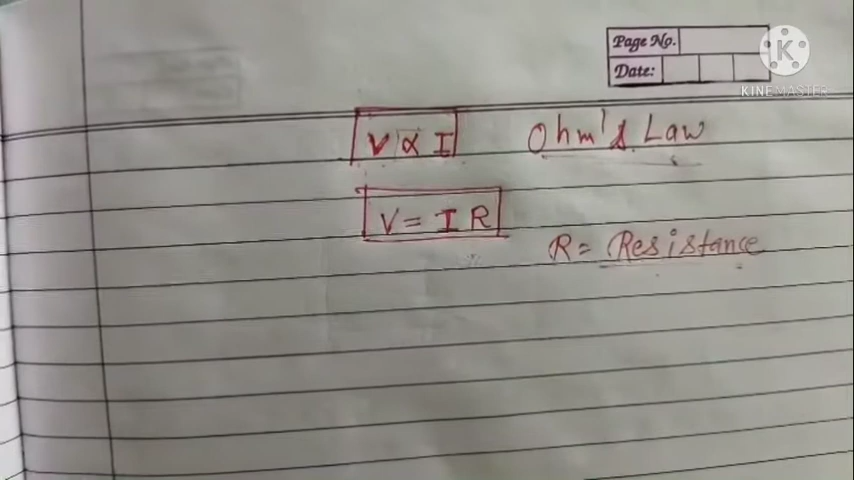 Page No.
Date:
KINEMASTER
V ∝ I Ohm's Law
V = I R
R = Resistance